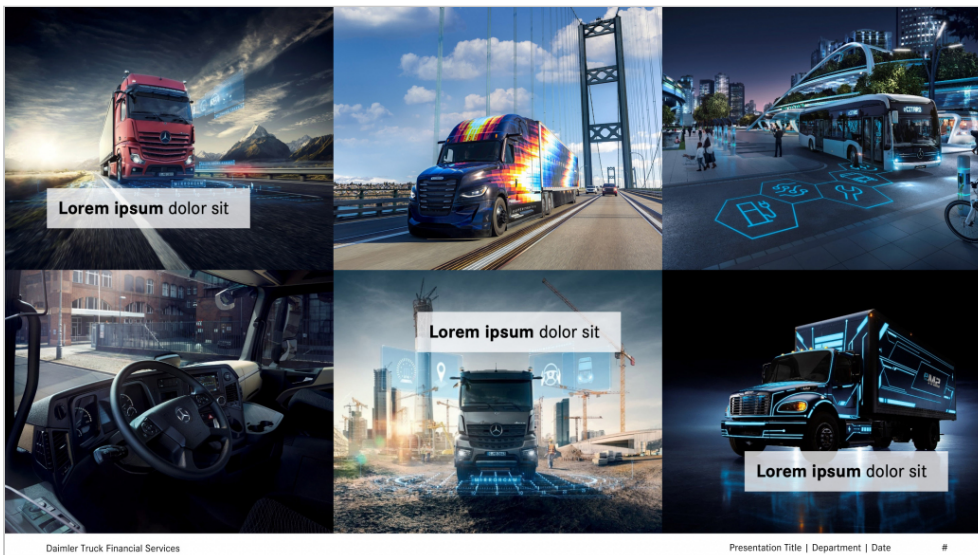 Lorem ipsum dolor sit
Lorem ipsum dolor sit
eM2
Lorem ipsum dolor sit
Daimler Truck Financial Services
Presentation Title | Department | Date
#